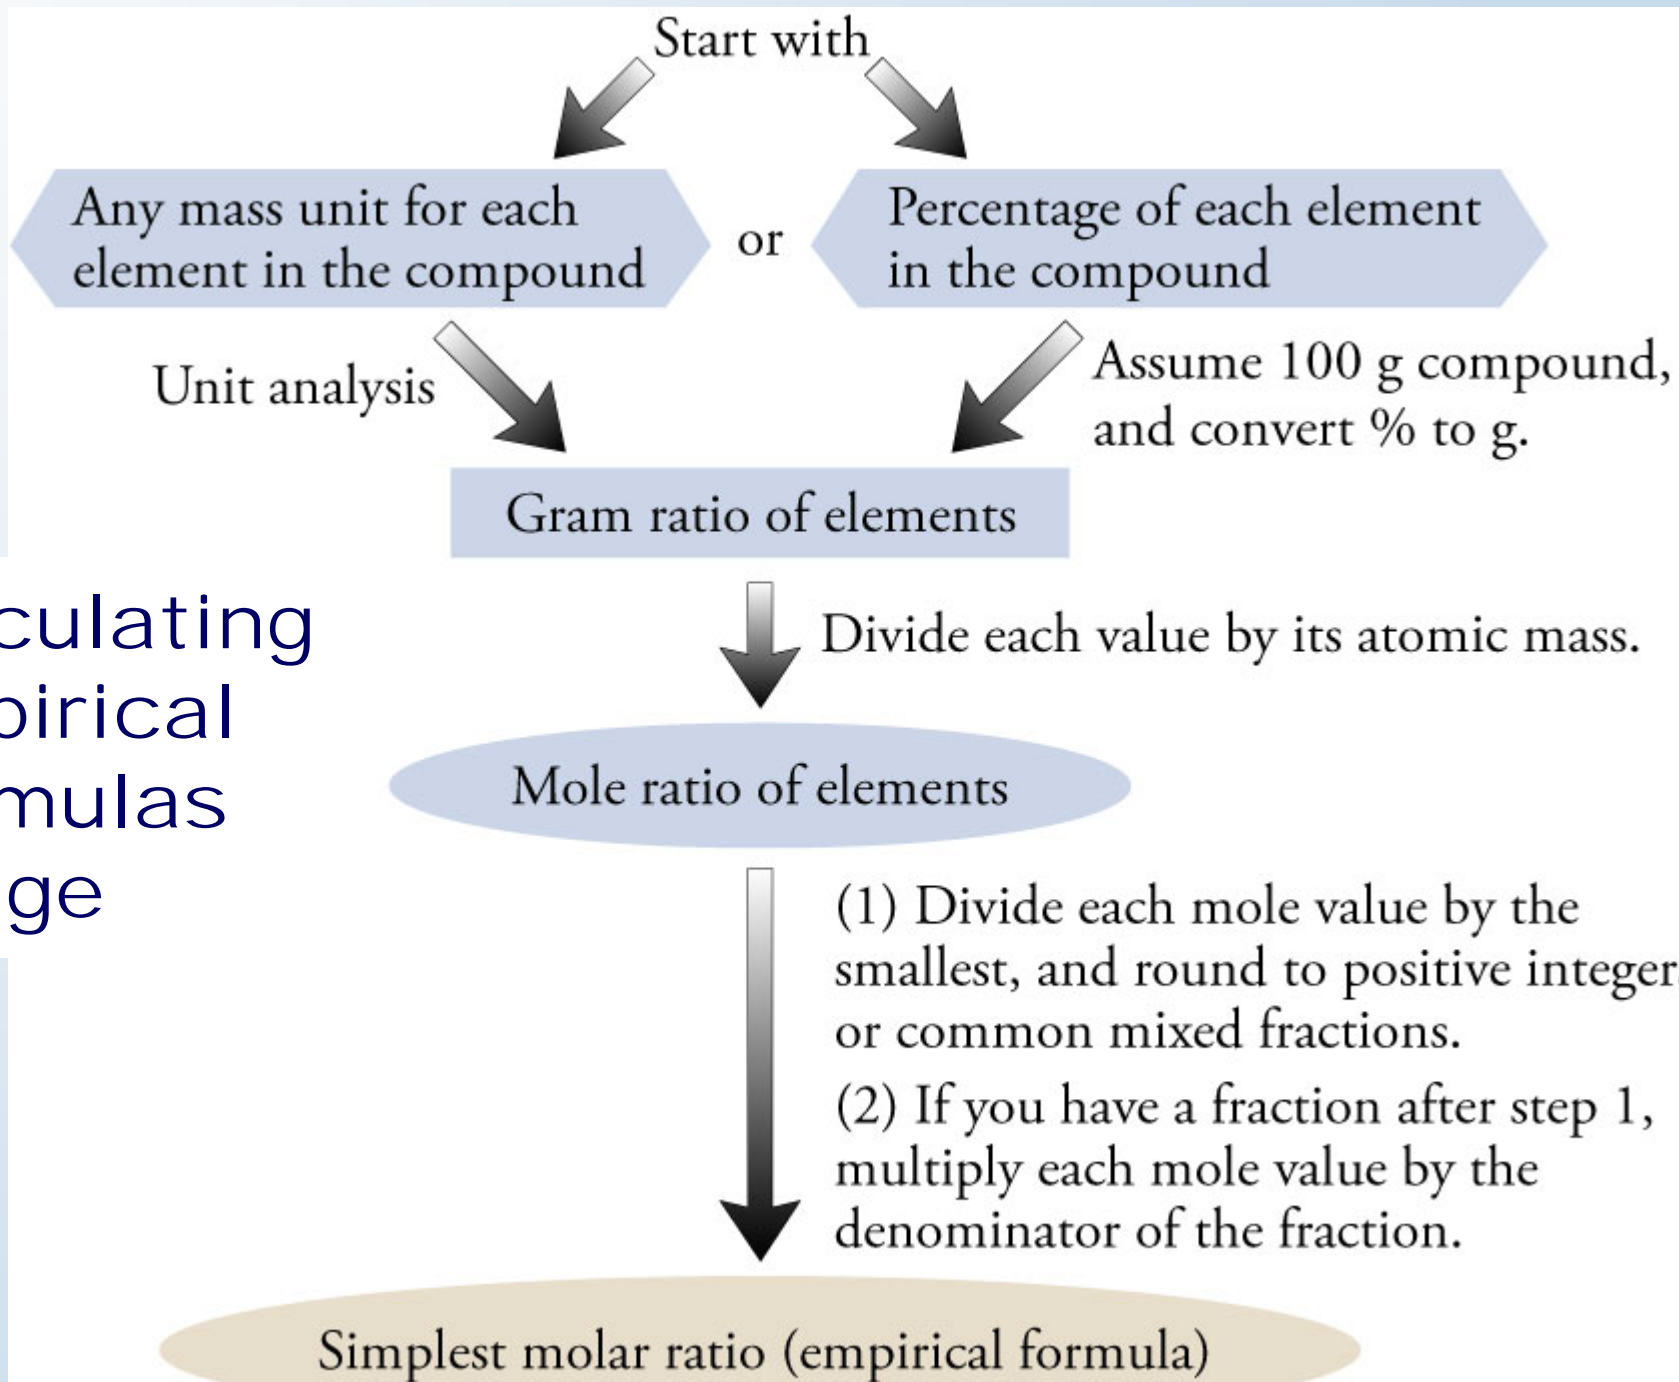 Start with
Any mass unit for each
element in the compound
or
Percentage of each element
in the compound
Unit analysis
Assume 100 g compound,
and convert % to g.
Gram ratio of elements
culating
pirical
mulas
ge
Divide each value by its atomic mass.
Mole ratio of elements
(1) Divide each mole value by the
smallest, and round to positive integer
or common mixed fractions.
(2) If you have a fraction after step 1,
multiply each mole value by the
denominator of the fraction.
Simplest molar ratio (empirical formula)